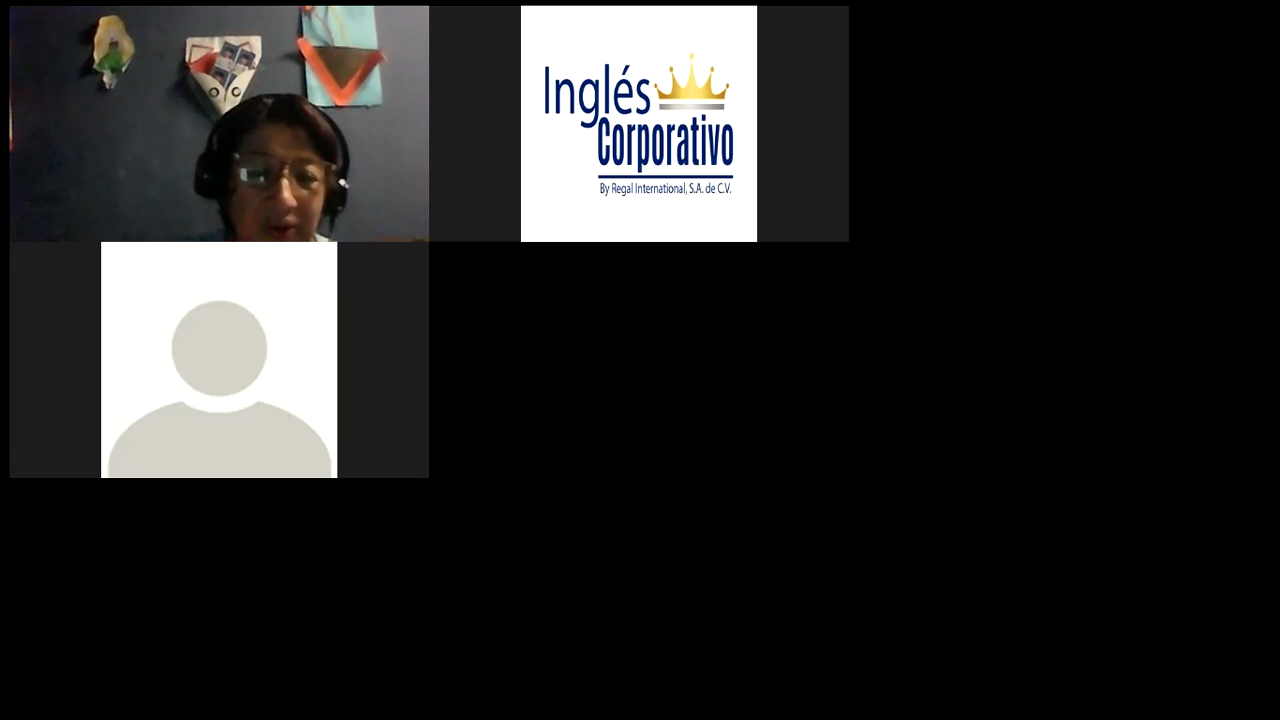 Inglés
Corporativo
By Regal International, S.A. de C.V.